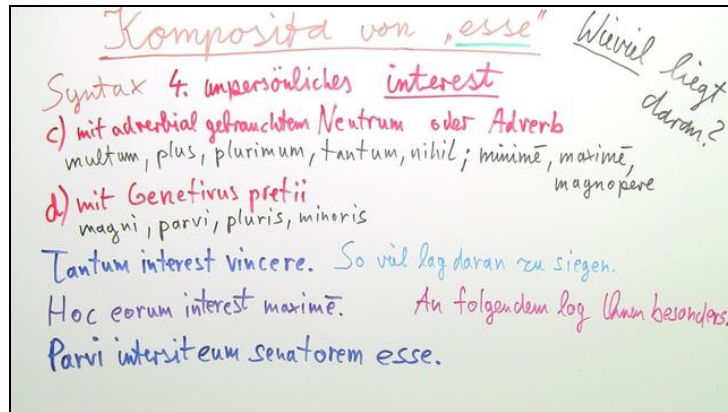 Komposita von „esse"
Wieviel liegt
daran?
Syntax 4. unpersönliches interest
c) mit adverbial gebrauchtem Neutrum oder Adverb
multum, plus, plurimum, tantum, nihil; minimē, maximē,
magnopere
d) mit Genetivus pretii
magni, parvi, pluris, minoris
Tantum interest vincere. So viel lag daran zu siegen.
Hoc eorum interest maximē. An folgendem lag ihnen besonders.
Parvi intersit eum senatorem esse.